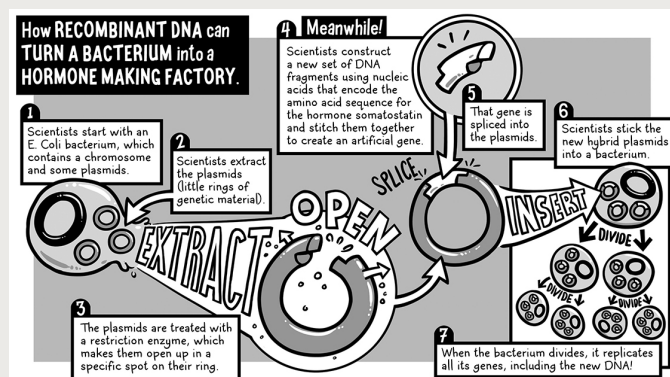 How RECOMBINANT DNA can
TURN A BACTERIUM into a
HORMONE MAKING FACTORY.
1
Scientists start with an
E. Coli bacterium, which
contains a chromosome
and some plasmids.
2
Scientists extract
the plasmids
(little rings of
genetic material).
EXTRACT
3
The plasmids are treated with
a restriction enzyme, which
makes them open up in a
specific spot on their ring.
OPEN
4 Meanwhile!
Scientists construct
a new set of DNA
fragments using nucleic
acids that encode the
amino acid sequence for
the hormone somatostatin
and stitch them together
to create an artificial gene.
5
That gene is
spliced into
the plasmids.
SPLICE
6
Scientists stick the
new hybrid plasmids
into a bacterium.
INSERT
DIVIDE
DIVIDE
DIVIDE
7
When the bacterium divides, it replicates
all its genes, including the new DNA!